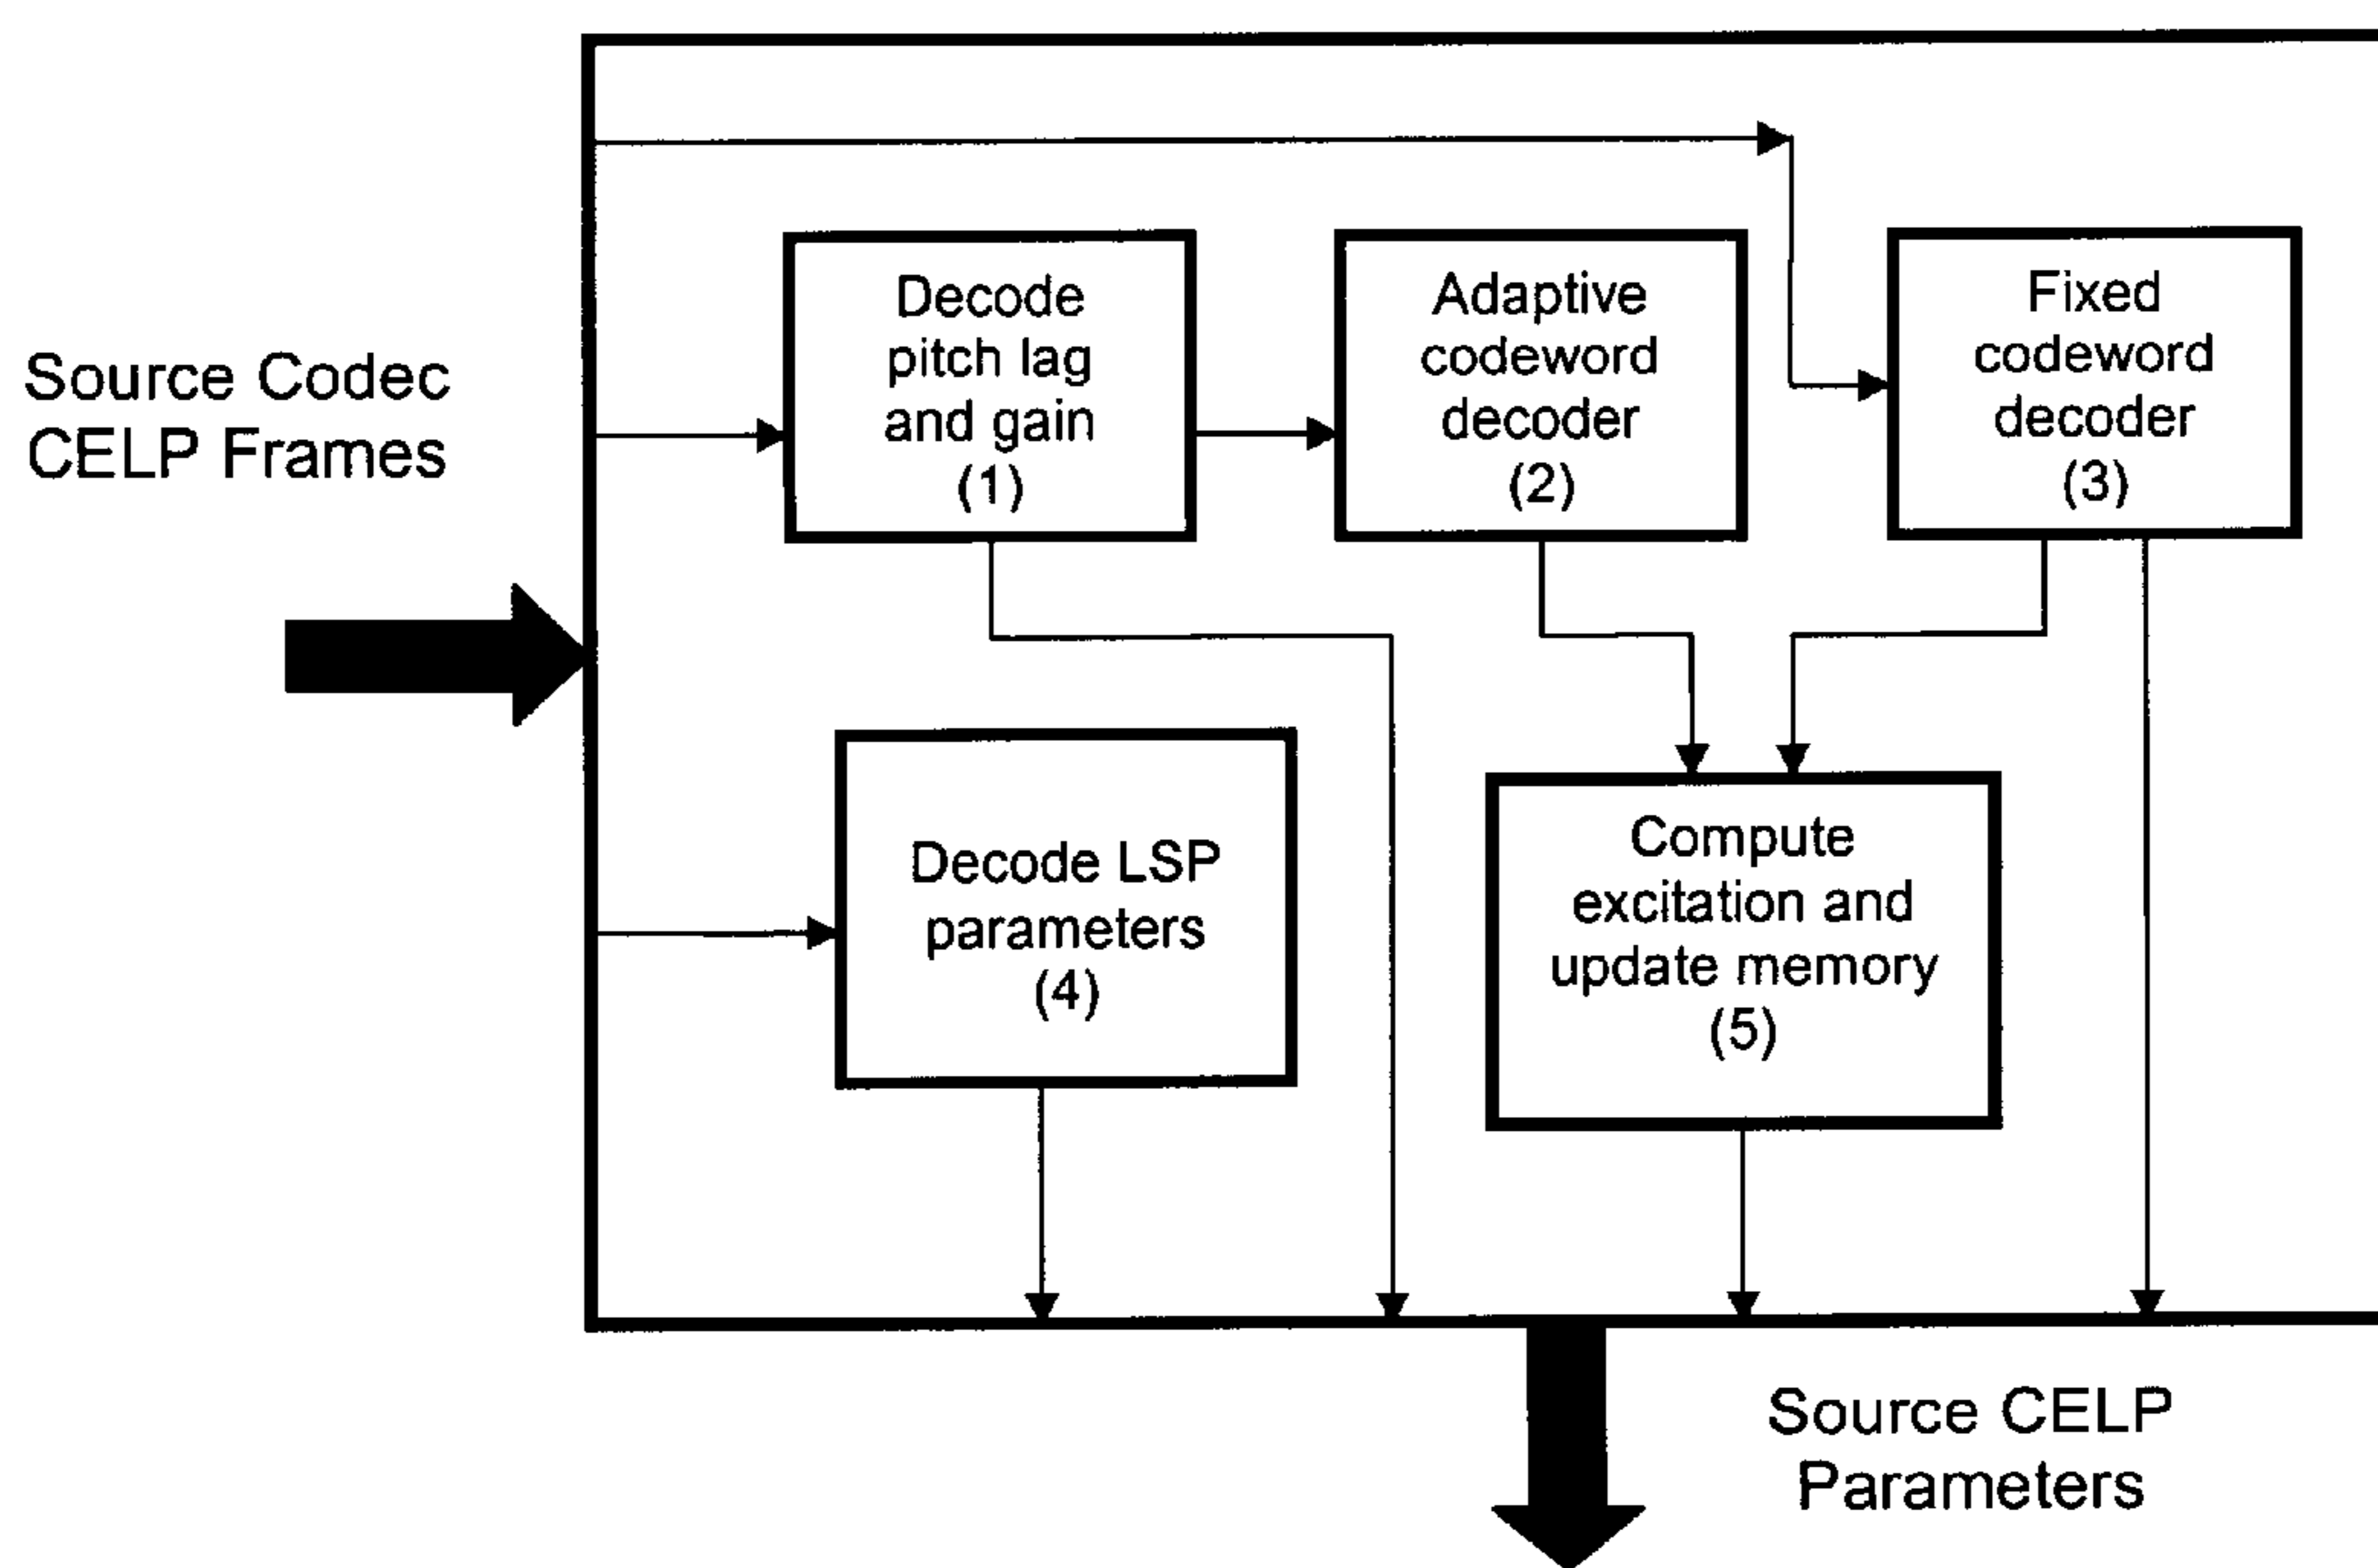 Source Codec
CELP Frames
Decode
pitch lag
and gain
(1)
Adaptive
codeword
decoder
(2)
Fixed
codeword
decoder
(3)
Decode LSP
parameters
(4)
Compute
excitation and
update memory
(5)
Source CELP
Parameters